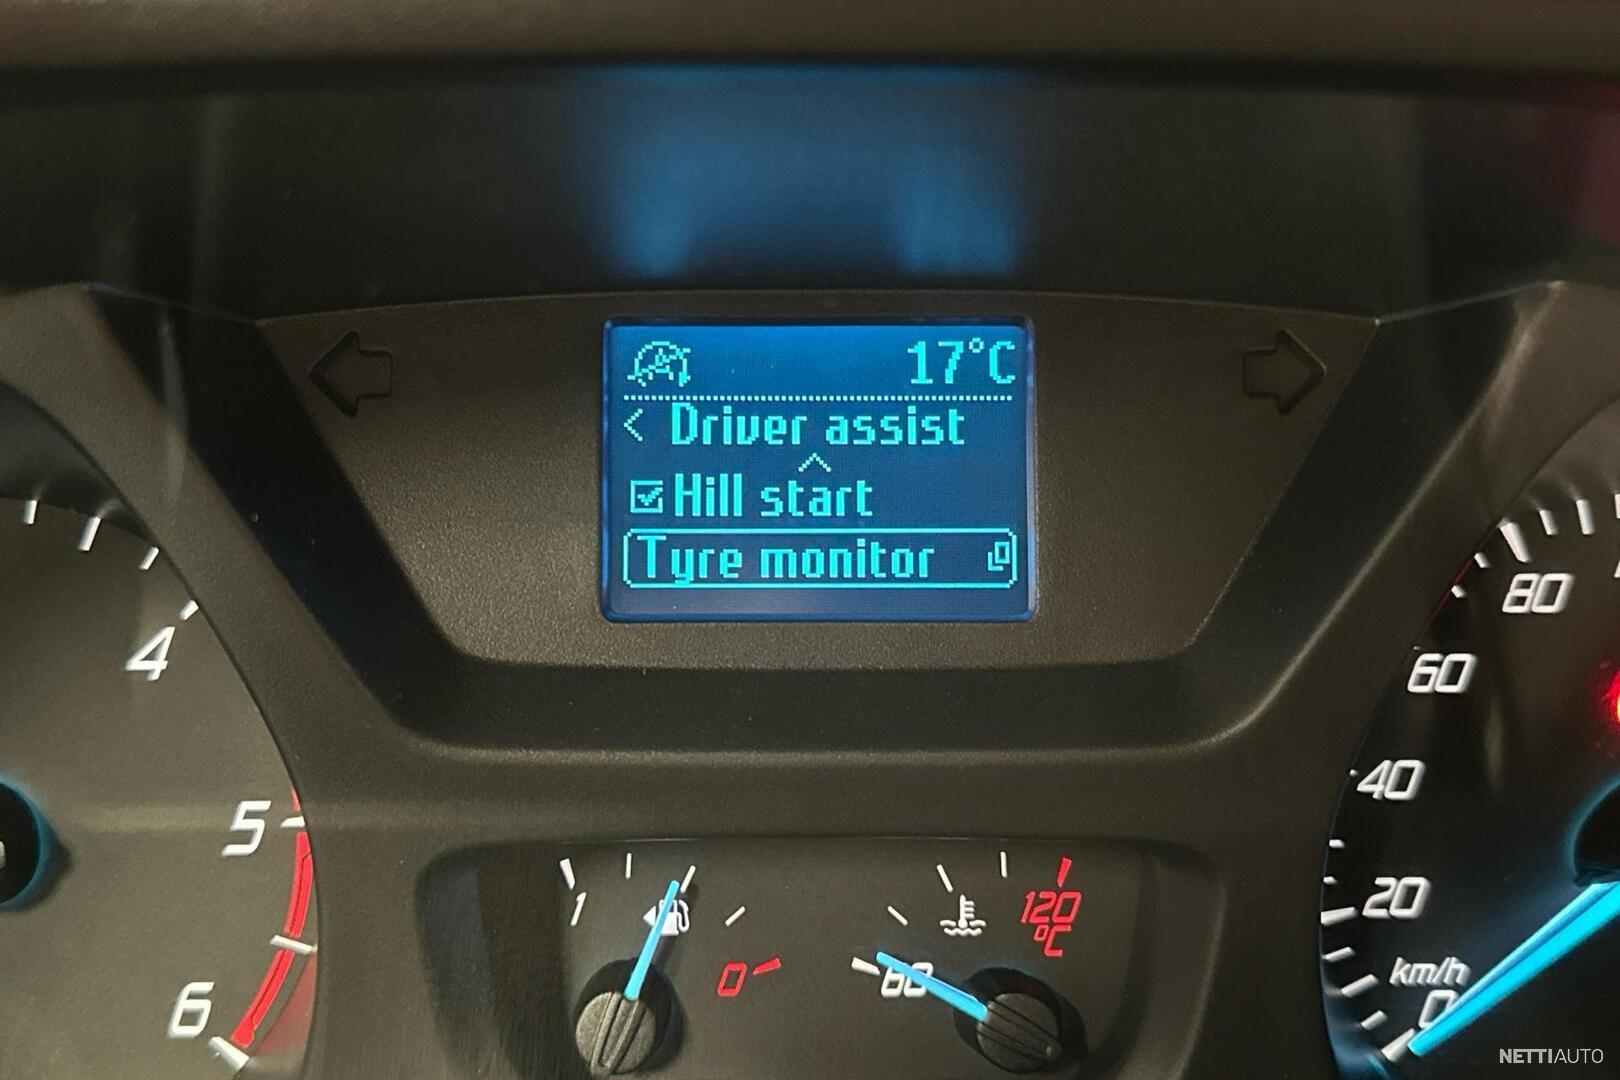 17°C
< Driver assist
Hill start
Tyre monitor
4
5
6
1
0
60
120
°C
80
60
40
20
km/h
0
NETTIAUTO